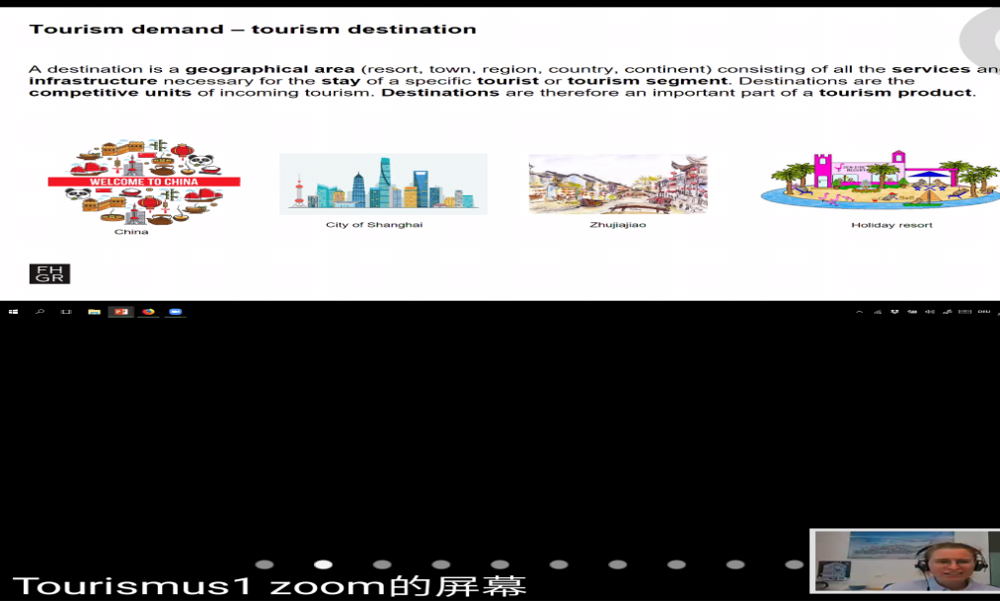 Tourism demand – tourism destination
A destination is a geographical area (resort, town, region, country, continent) consisting of all the services
infrastructure necessary for the stay of a specific tourist or tourism segment. Destinations are the
competitive units of incoming tourism. Destinations are therefore an important part of a tourism product.
WELCOME TO CHINA
China
City of Shanghai
Zhujiajiao
Holiday resort
FH
GR
DEU
Tourismus1 zoom的屏幕